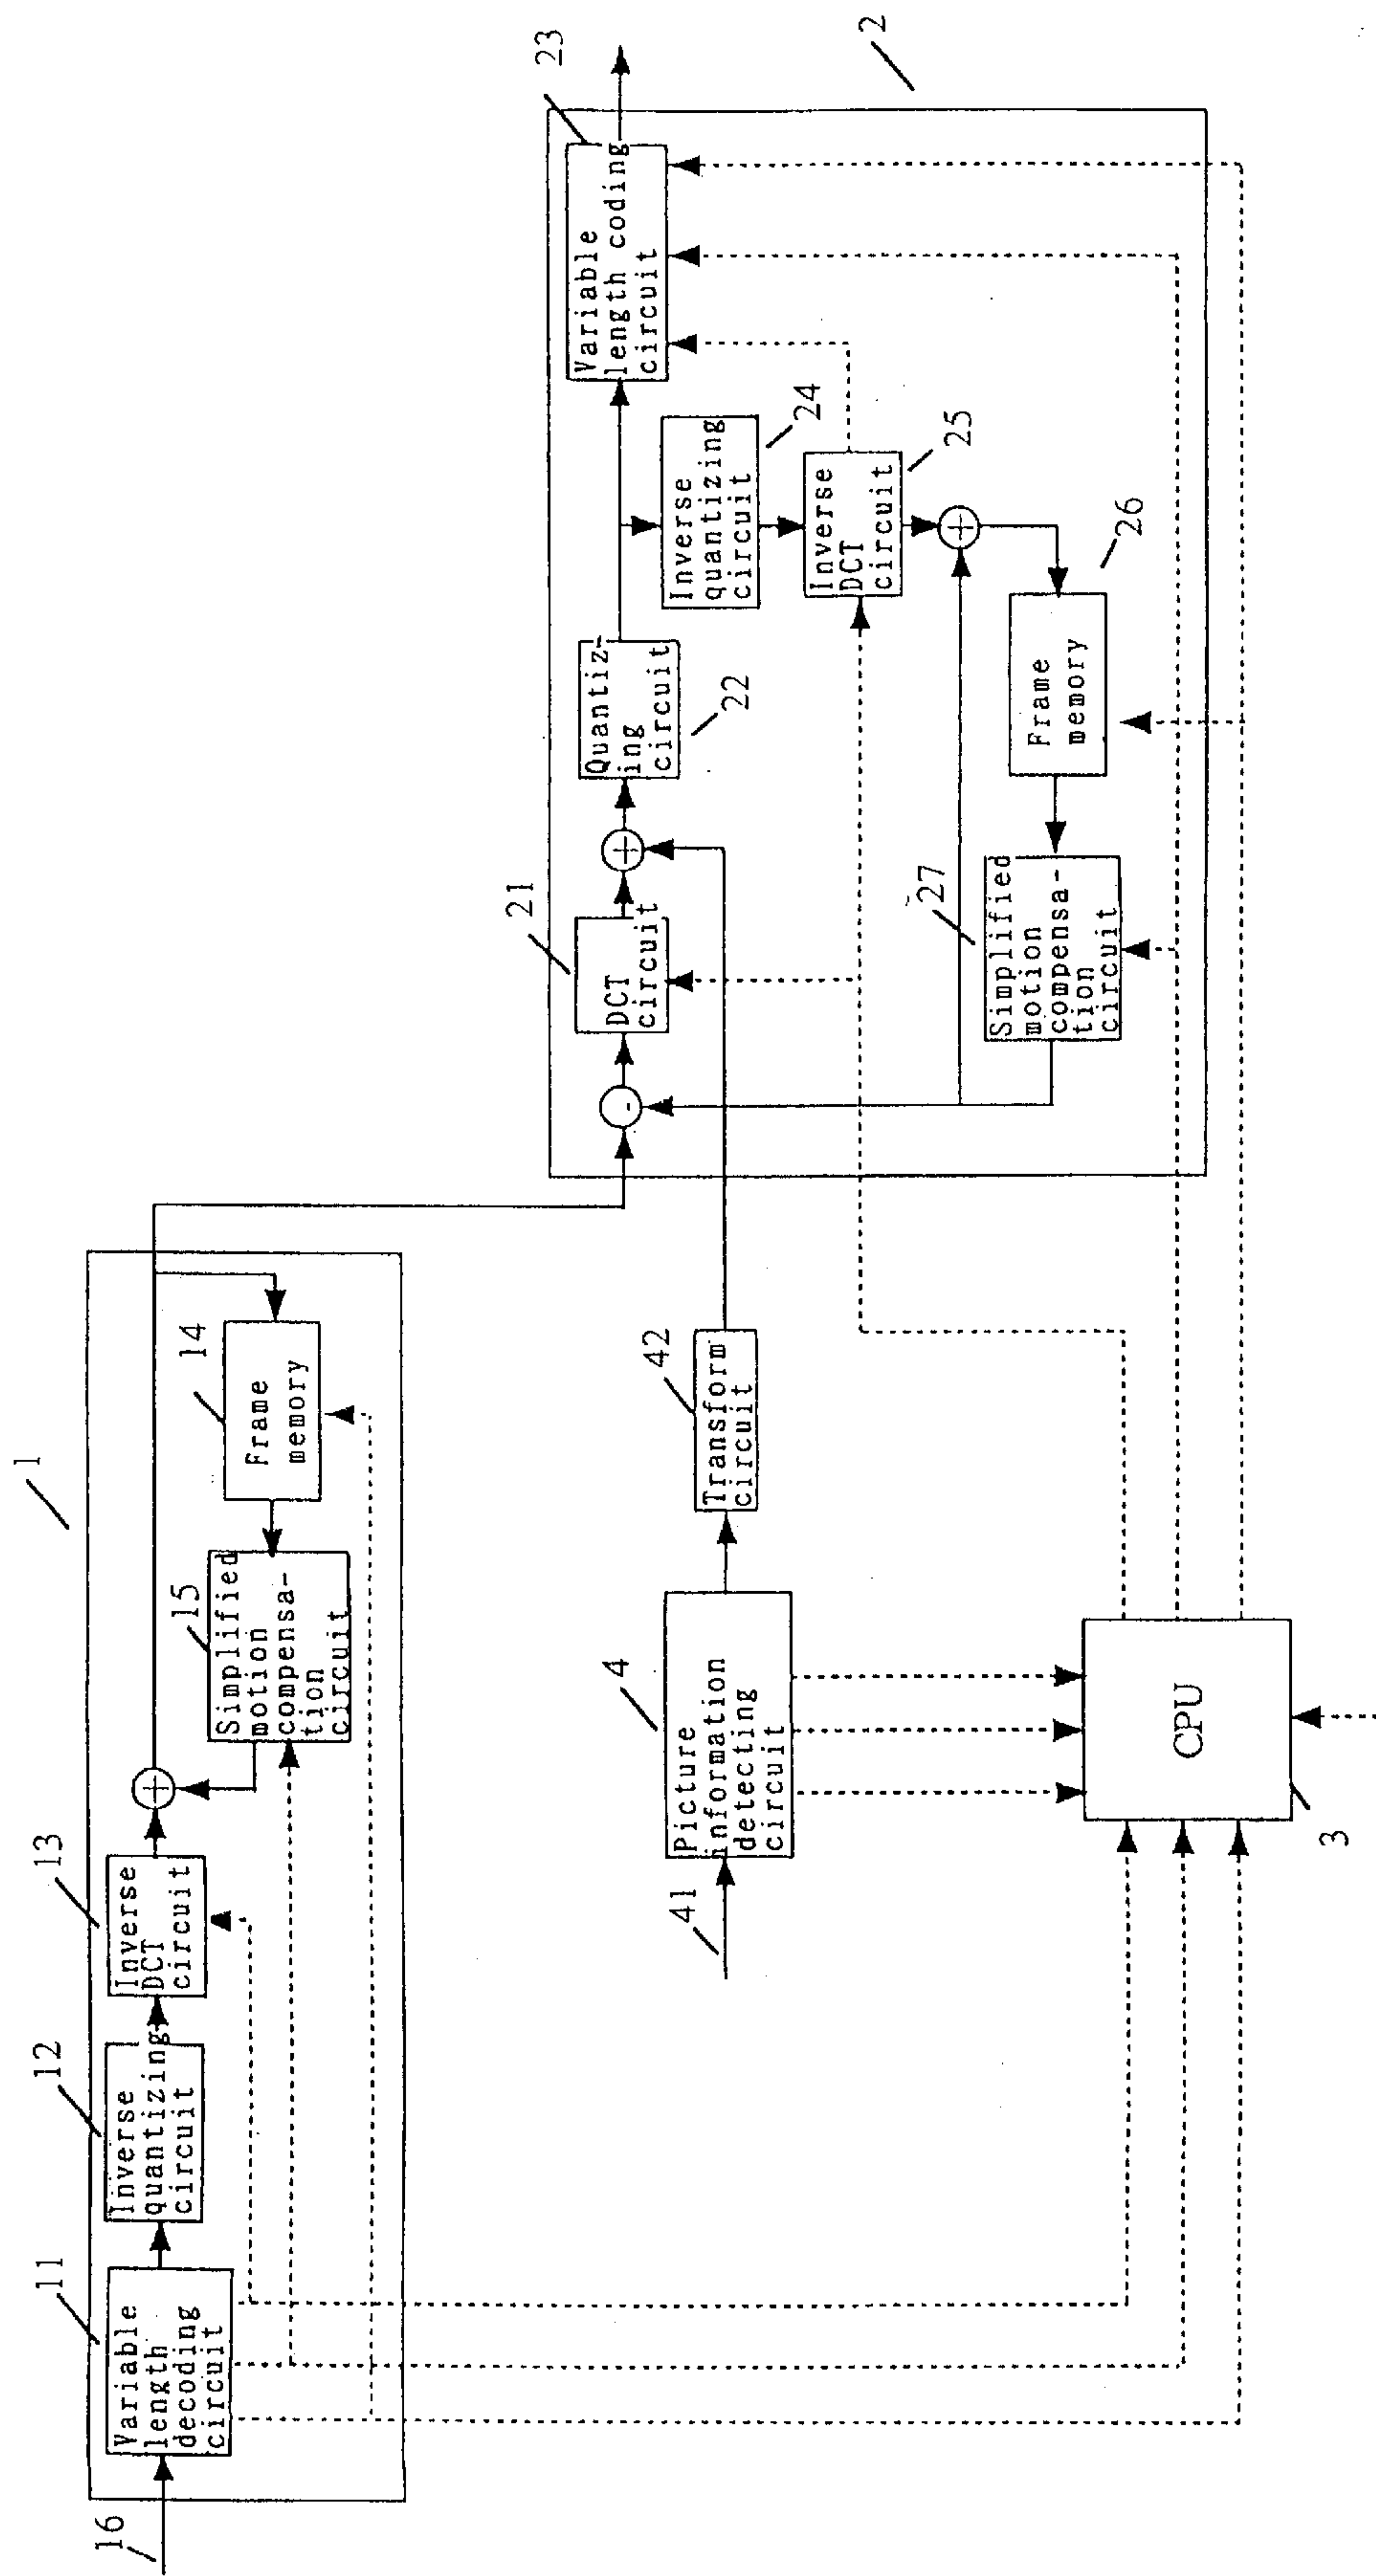 1
16
11
Variable
length
decoding
circuit
12
Inverse
quantizing
circuit
13
Inverse
DCT
circuit
15
Simplified
motion
compensa-
tion
circuit
14
Frame
memory
+
41
4
Picture
information
detecting
circuit
42
Transform
circuit
3
CPU
2
-
21
DCT
circuit
+
22
Quantiz-
ing
circuit
23
Variable
length coding
circuit
24
Inverse
quantizing
circuit
25
Inverse
DCT
circuit
+
26
Frame
memory
27
Simplified
motion
compensa-
tion
circuit